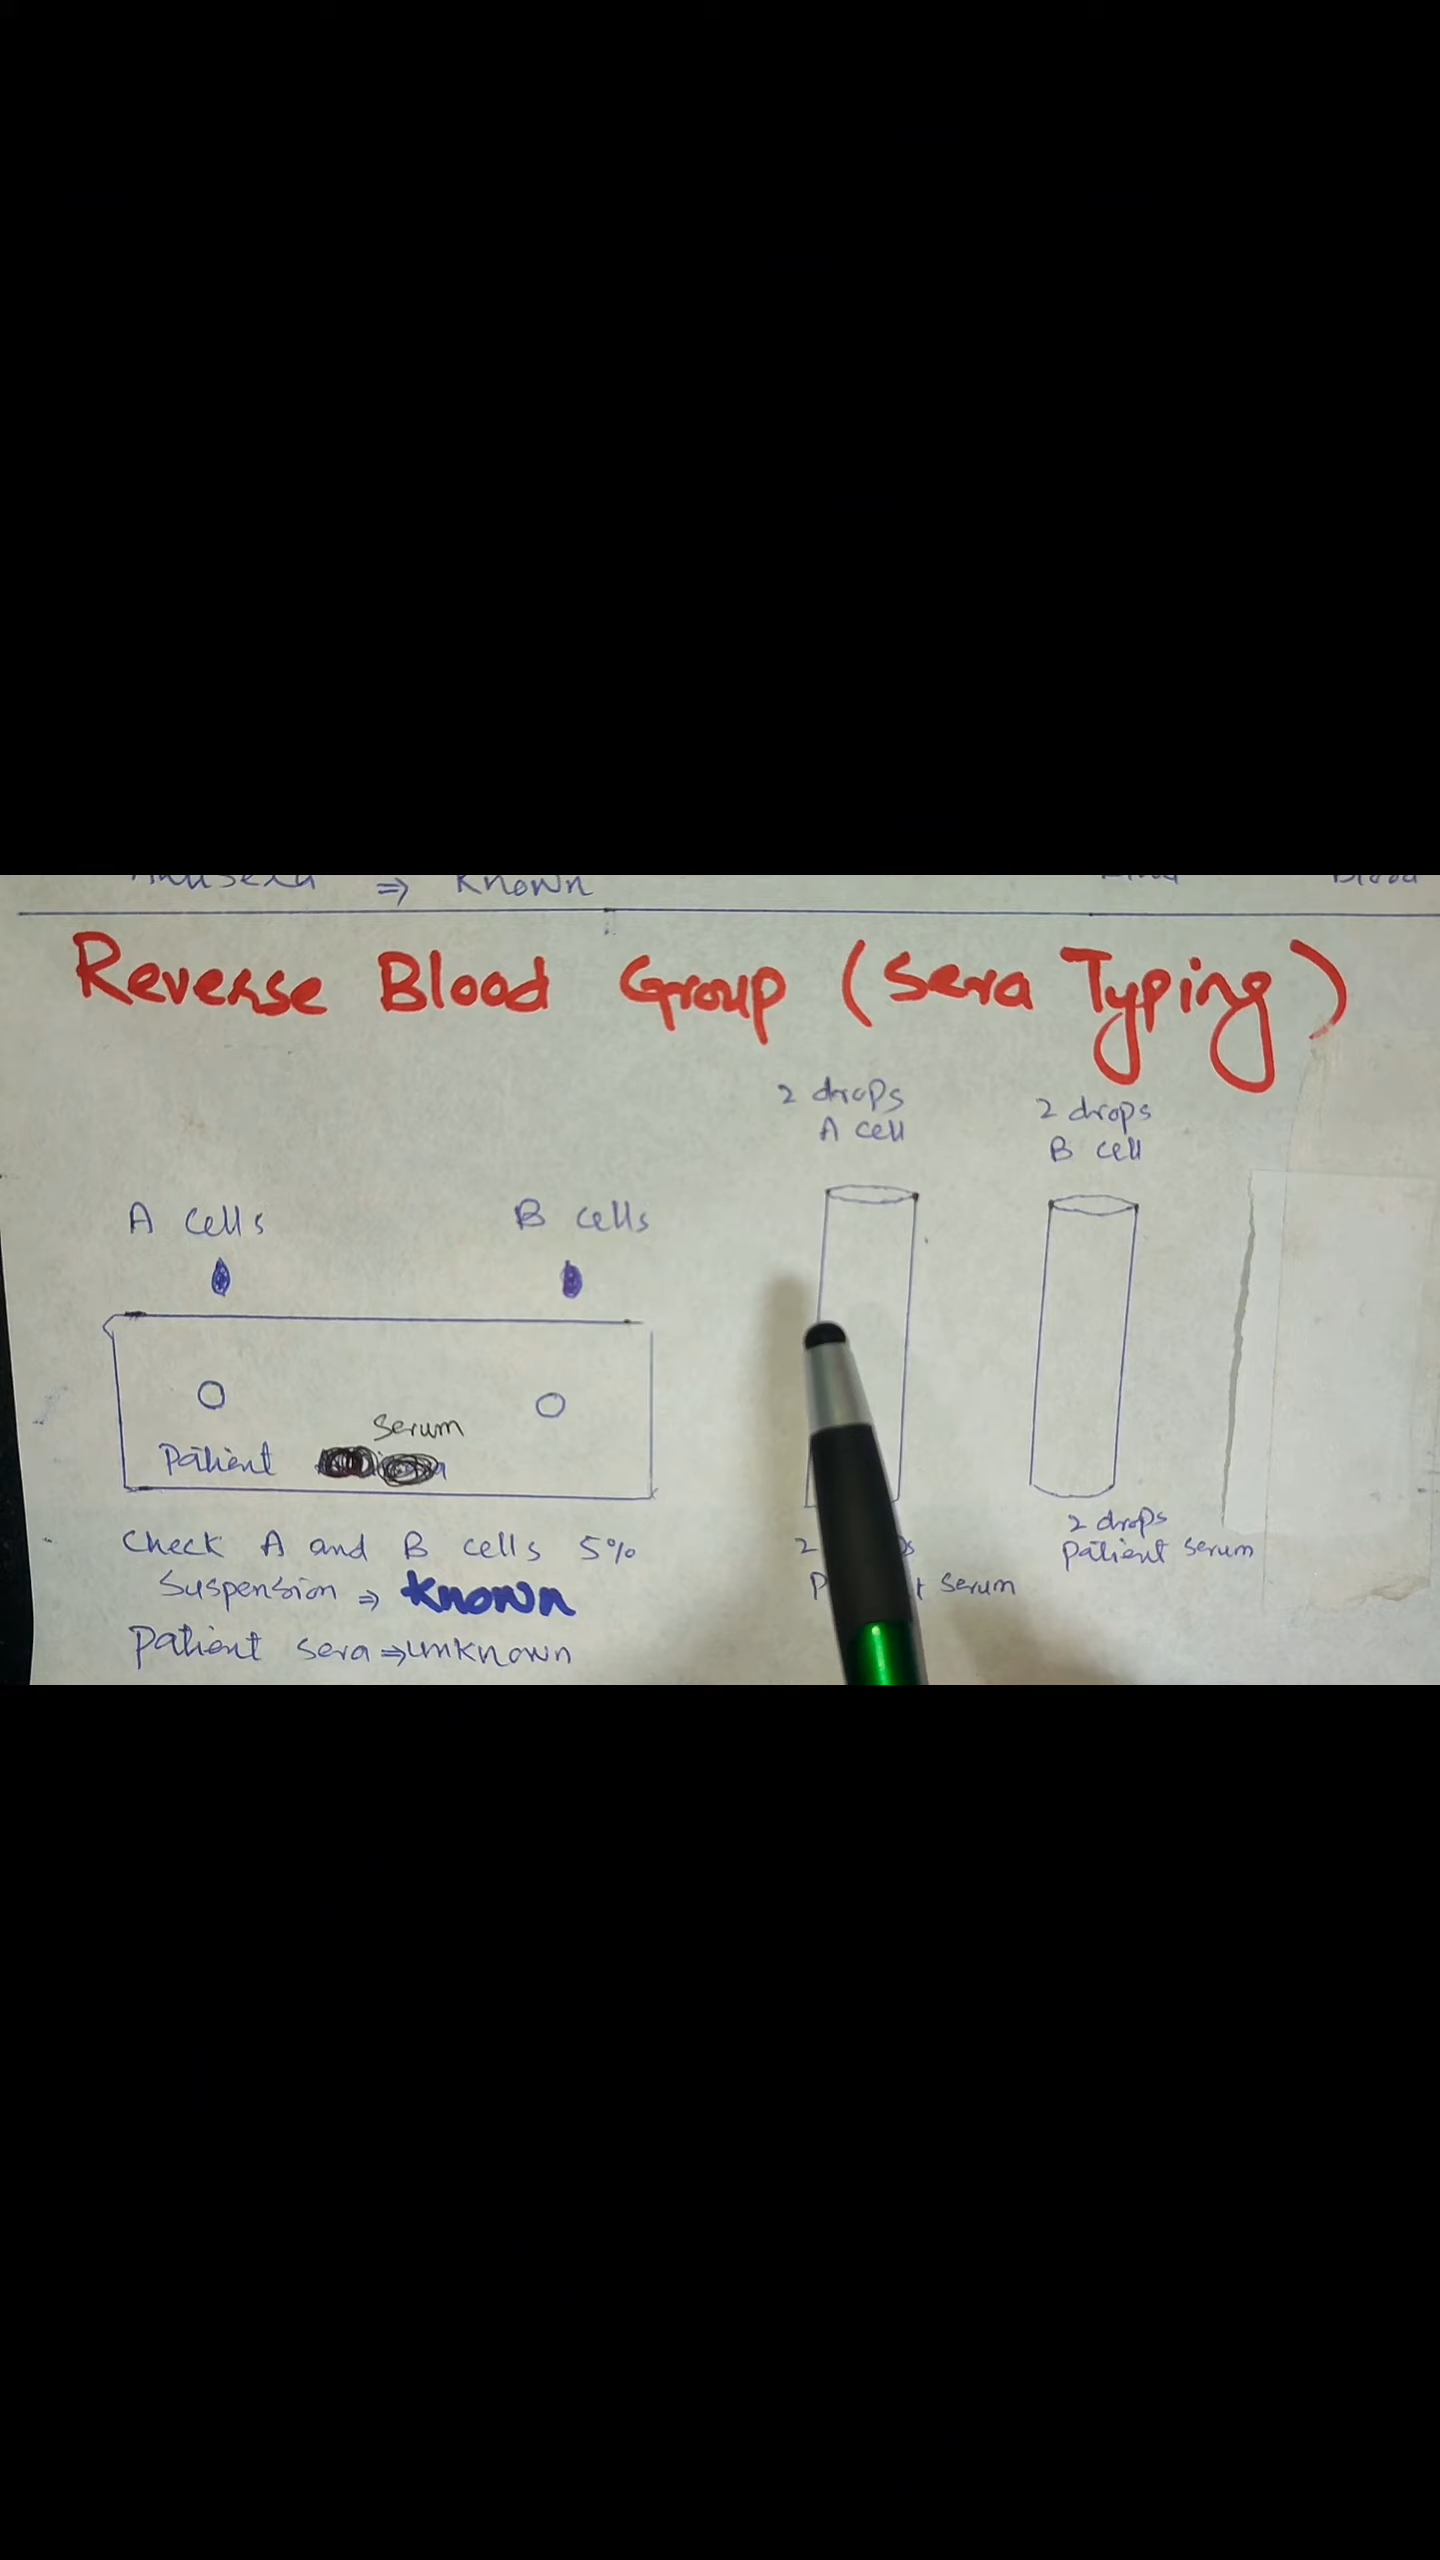 ⇒ Known
Reverse Blood Group (Sera Typing)
2 drops
A cell
2 drops
B cell
A cells
B cells
Serum
Patient
Check A and B cells 5%
Suspension ⇒ Known
Patient sera ⇒ unknown
2
serum
2 drops
Patient serum